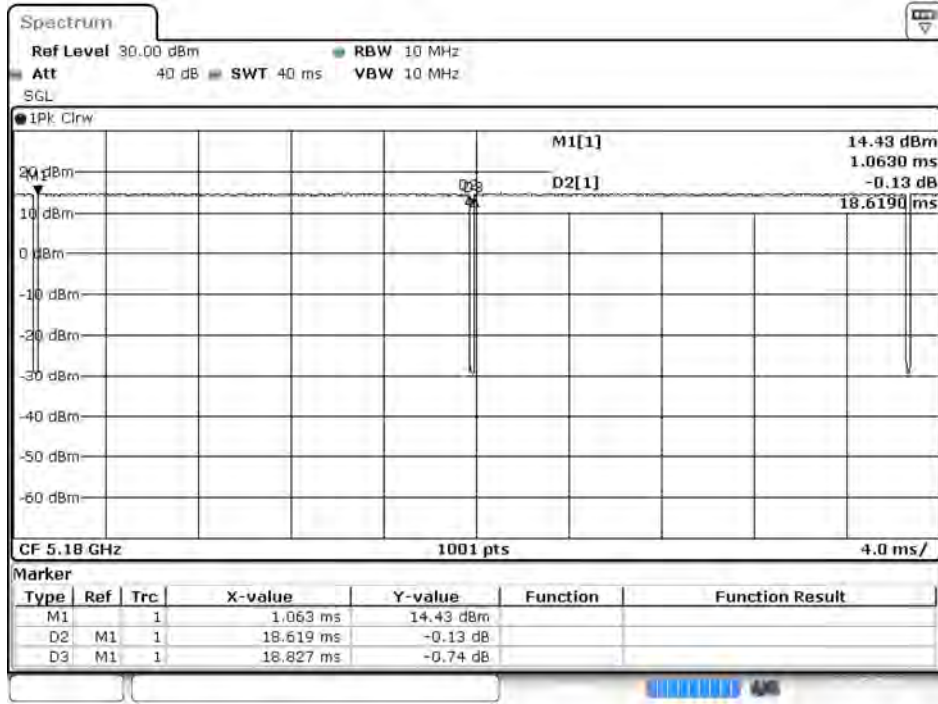 Spectrum
Ref Level 30.00 dBm RBW 10 MHz
Att 40 dB SWT 40 ms VBW 10 MHz
SGL
1Pk Clrw
M1[1] 14.43 dBm
1.0630 ms
20 dBm
M1
D2[1] -0.13 dB
18.6190 ms
10 dBm
0 dBm
-10 dBm
-20 dBm
-30 dBm
-40 dBm
-50 dBm
-60 dBm
CF 5.18 GHz 1001 pts 4.0 ms/
Marker
Type Ref Trc X-value Y-value Function Function Result
M1 1 1.063 ms 14.43 dBm
D2 M1 1 18.619 ms -0.13 dB
D3 M1 1 18.827 ms -0.74 dB